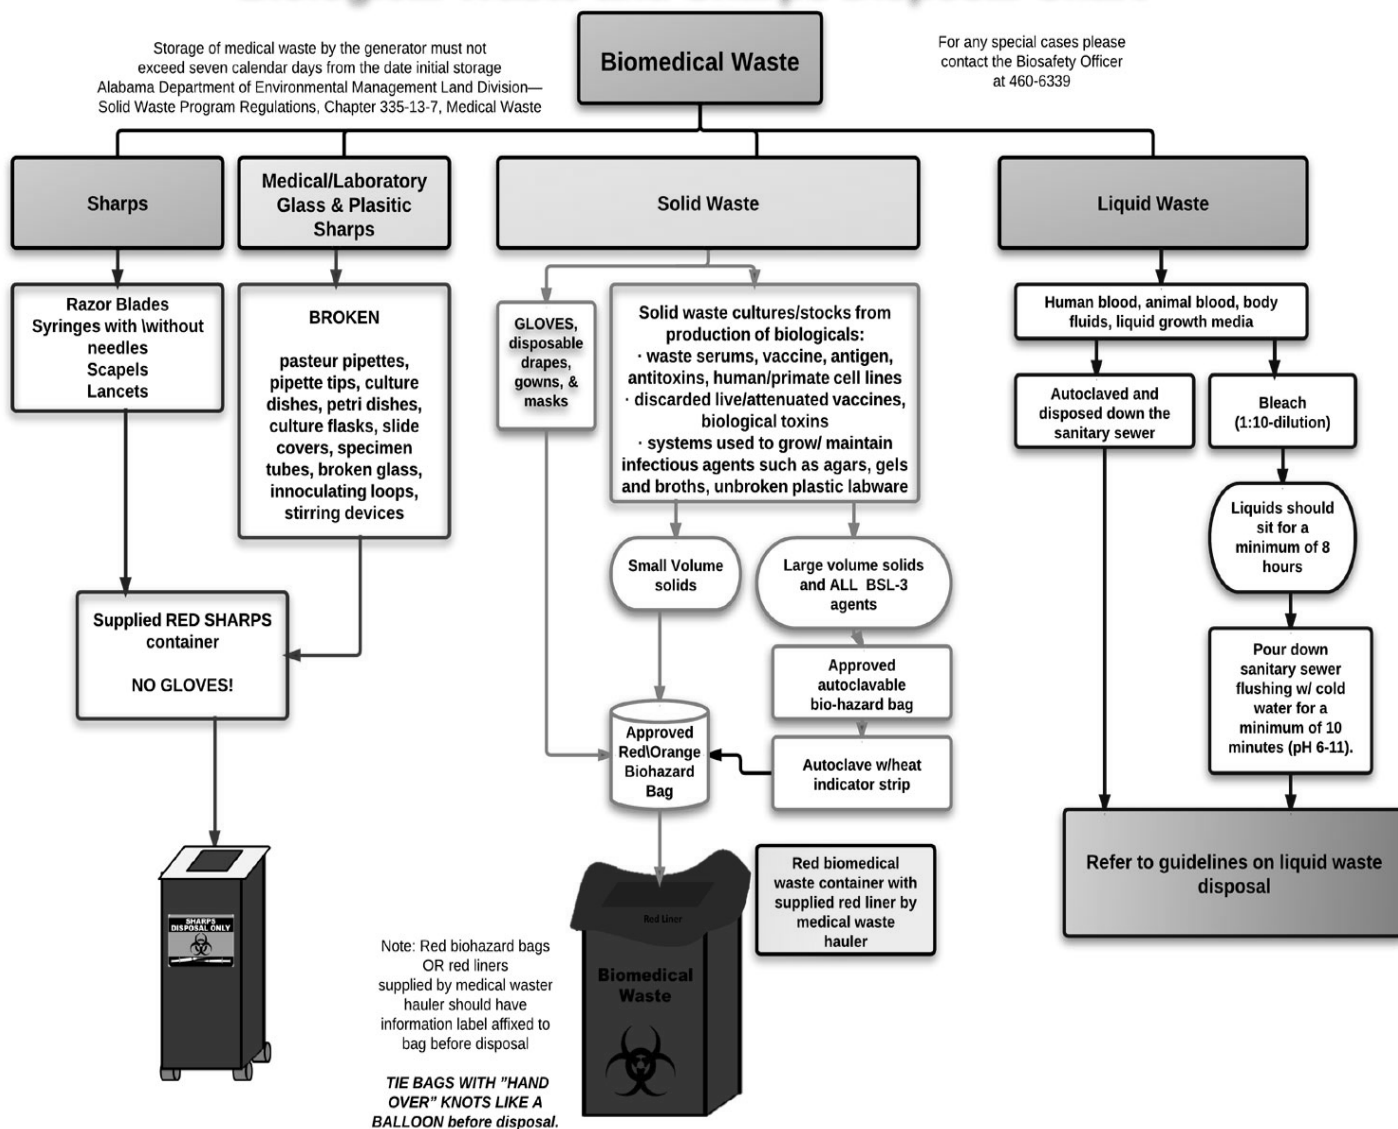 Storage of medical waste by the generator must not
exceed seven calendar days from the date initial storage
Alabama Department of Environmental Management Land Division—
Solid Waste Program Regulations, Chapter 335-13-7, Medical Waste
Biomedical Waste
For any special cases please
contact the Biosafety Officer
at 460-6339
Sharps
Medical/Laboratory
Glass & Plasitic
Sharps
Solid Waste
Liquid Waste
Razor Blades
Syringes with \without
needles
Scapels
Lancets
BROKEN
pasteur pipettes,
pipette tips, culture
dishes, petri dishes,
culture flasks, slide
covers, specimen
tubes, broken glass,
innoculating loops,
stirring devices
Supplied RED SHARPS
container
NO GLOVES!
SHARPS
DISPOSAL ONLY
GLOVES,
disposable
drapes,
gowns, &
masks
Solid waste cultures/stocks from
production of biologicals:
· waste serums, vaccine, antigen,
antitoxins, human/primate cell lines
· discarded live/attenuated vaccines,
biological toxins
· systems used to grow/ maintain
infectious agents such as agars, gels
and broths, unbroken plastic labware
Small Volume
solids
Large volume solids
and ALL BSL-3
agents
Approved
autoclavable
bio-hazard bag
Autoclave w/heat
indicator strip
Approved
Red\Orange
Biohazard
Bag
Red Liner
Biomedical
Waste
Red biomedical
waste container with
supplied red liner by
medical waste
hauler
Note: Red biohazard bags
OR red liners
supplied by medical waster
hauler should have
information label affixed to
bag before disposal
TIE BAGS WITH "HAND
OVER" KNOTS LIKE A
BALLOON before disposal.
Human blood, animal blood, body
fluids, liquid growth media
Autoclaved and
disposed down the
sanitary sewer
Bleach
(1:10-dilution)
Liquids should
sit for a
minimum of 8
hours
Pour down
sanitary sewer
flushing w/ cold
water for a
minimum of 10
minutes (pH 6-11).
Refer to guidelines on liquid waste
disposal